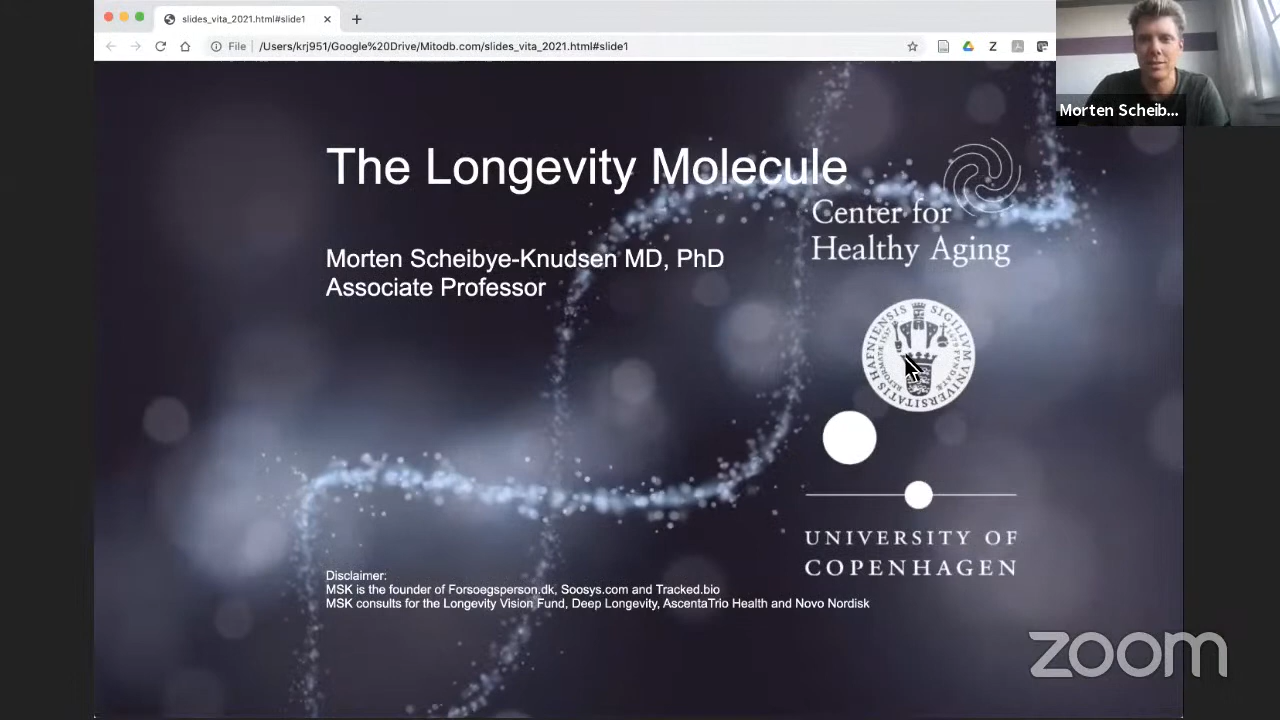 slides_vita_2021.html#slide1
File
/Users/krj951/Google%20Drive/Mitodb.com/slides_vita_2021.html#slide1
Z
Morten Scheib...
The Longevity Molecule
Center for
Healthy Aging
Morten Scheibye-Knudsen MD, PhD
Associate Professor
SIGILLVM VNIVERSITATIS HAFNIENSIS
UNIVERSITY OF
COPENHAGEN
Disclaimer:
MSK is the founder of Forsoegsperson.dk, Soosys.com and Tracked.bio
MSK consults for the Longevity Vision Fund, Deep Longevity, AscentaTrio Health and Novo Nordisk
zoom